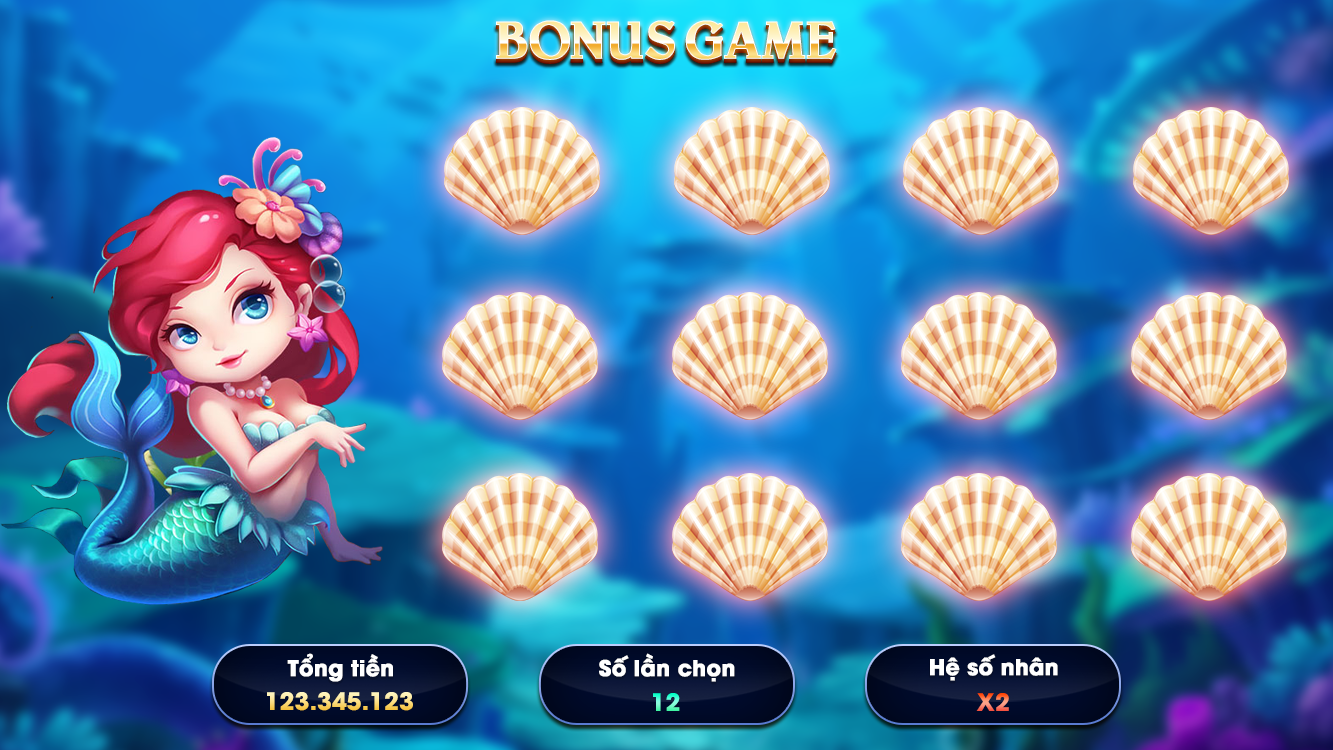 BONUS GAME
Tổng tiền
123.345.123
Số lần chọn
12
Hệ số nhân
X2